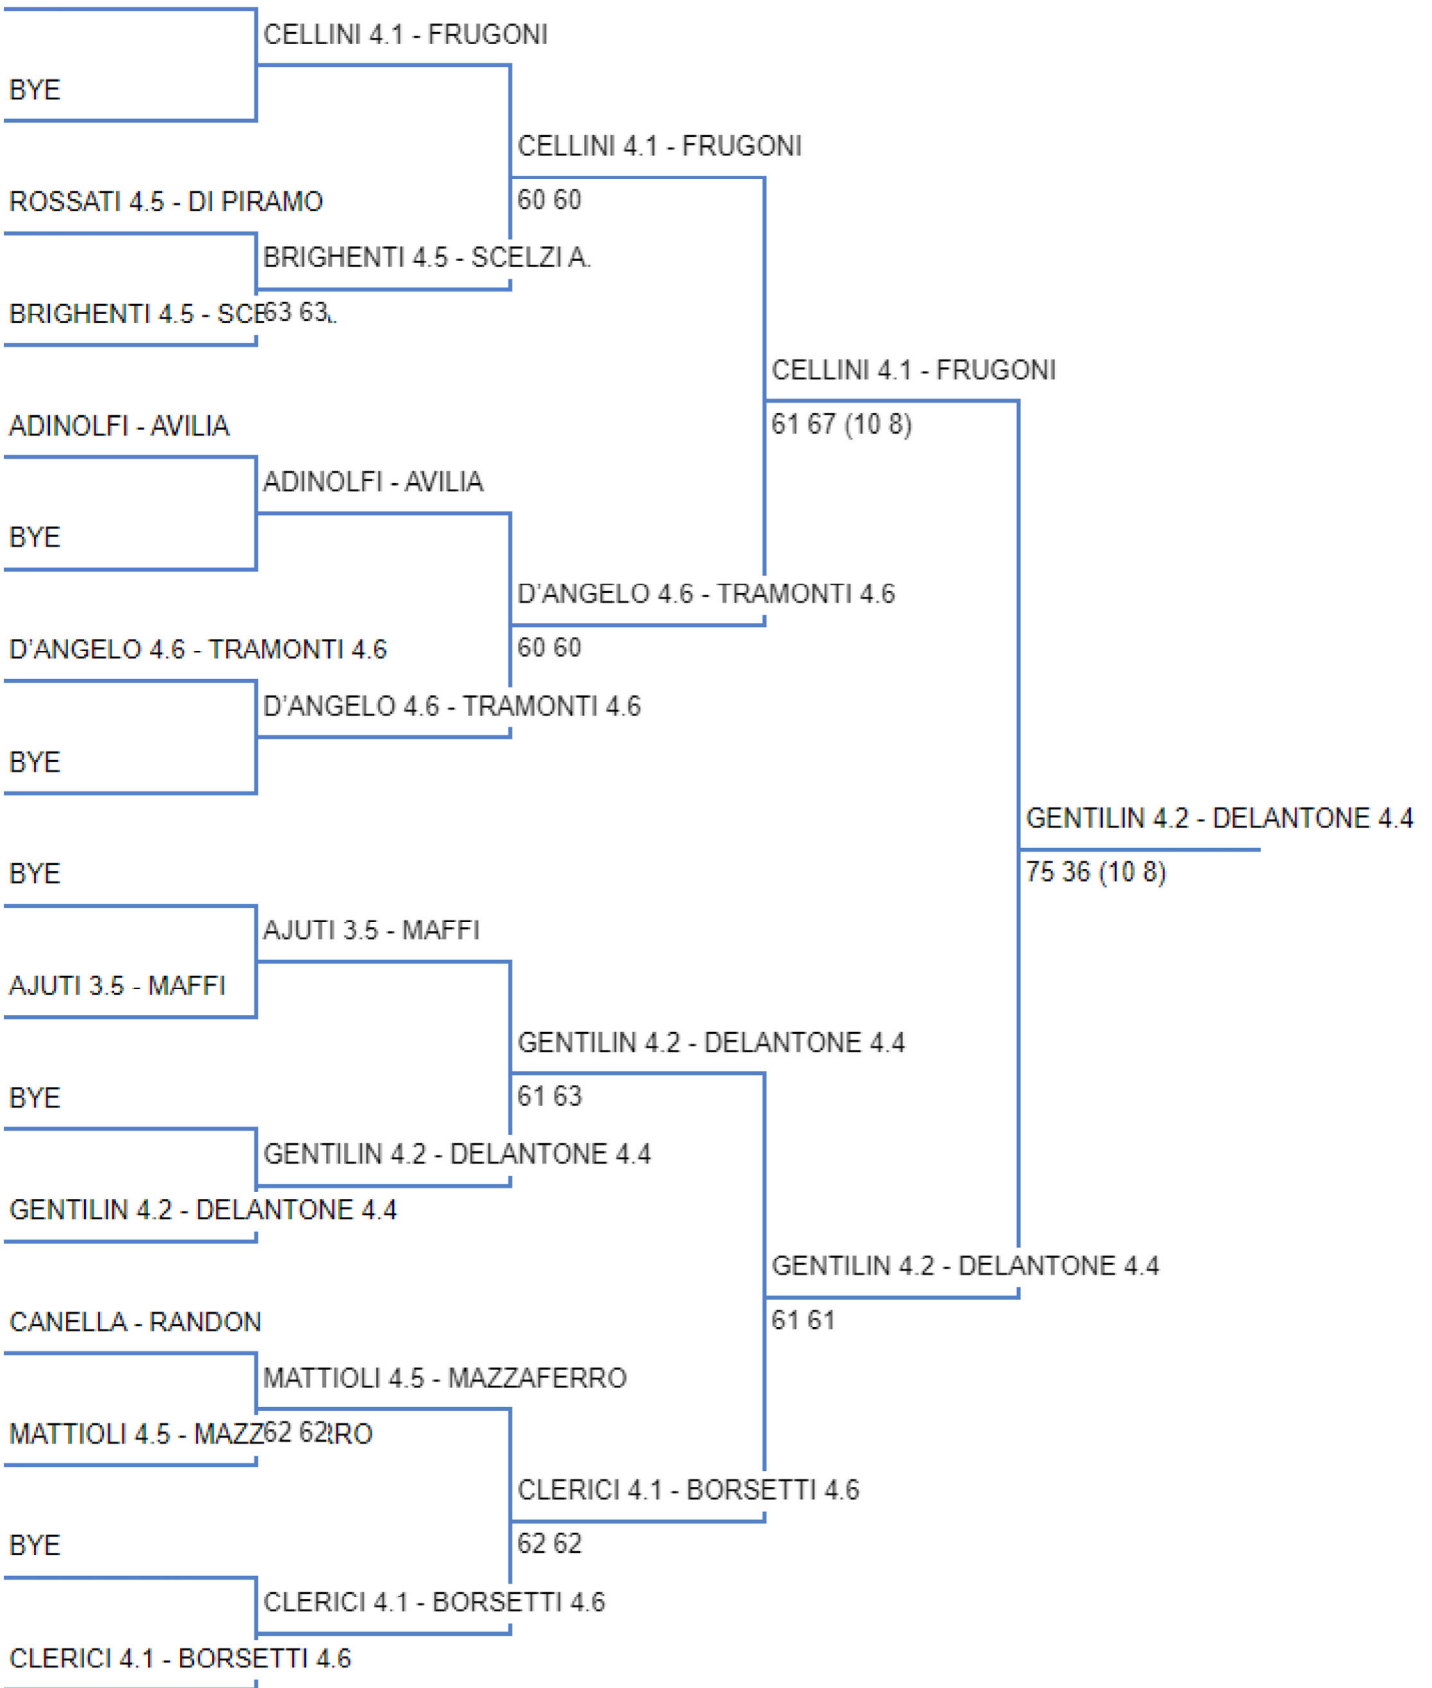 CELLINI 4.1 - FRUGONI
BYE
CELLINI 4.1 - FRUGONI
60 60
ROSSATI 4.5 - DI PIRAMO
BRIGHENTI 4.5 - SCELZI A.
63 63
BRIGHENTI 4.5 - A.
CELLINI 4.1 - FRUGONI
61 67 (10 8)
ADINOLFI - AVILIA
ADINOLFI - AVILIA
BYE
D'ANGELO 4.6 - TRAMONTI 4.6
60 60
D'ANGELO 4.6 - TRAMONTI 4.6
D'ANGELO 4.6 - TRAMONTI 4.6
BYE
GENTILIN 4.2 - DELANTONE 4.4
75 36 (10 8)
BYE
AJUTI 3.5 - MAFFI
AJUTI 3.5 - MAFFI
GENTILIN 4.2 - DELANTONE 4.4
61 63
BYE
GENTILIN 4.2 - DELANTONE 4.4
GENTILIN 4.2 - DELANTONE 4.4
GENTILIN 4.2 - DELANTONE 4.4
61 61
CANELLA - RANDON
MATTIOLI 4.5 - MAZZAFERRO
62 62
MATTIOLI 4.5 -
CLERICI 4.1 - BORSETTI 4.6
62 62
BYE
CLERICI 4.1 - BORSETTI 4.6
CLERICI 4.1 - BORSETTI 4.6